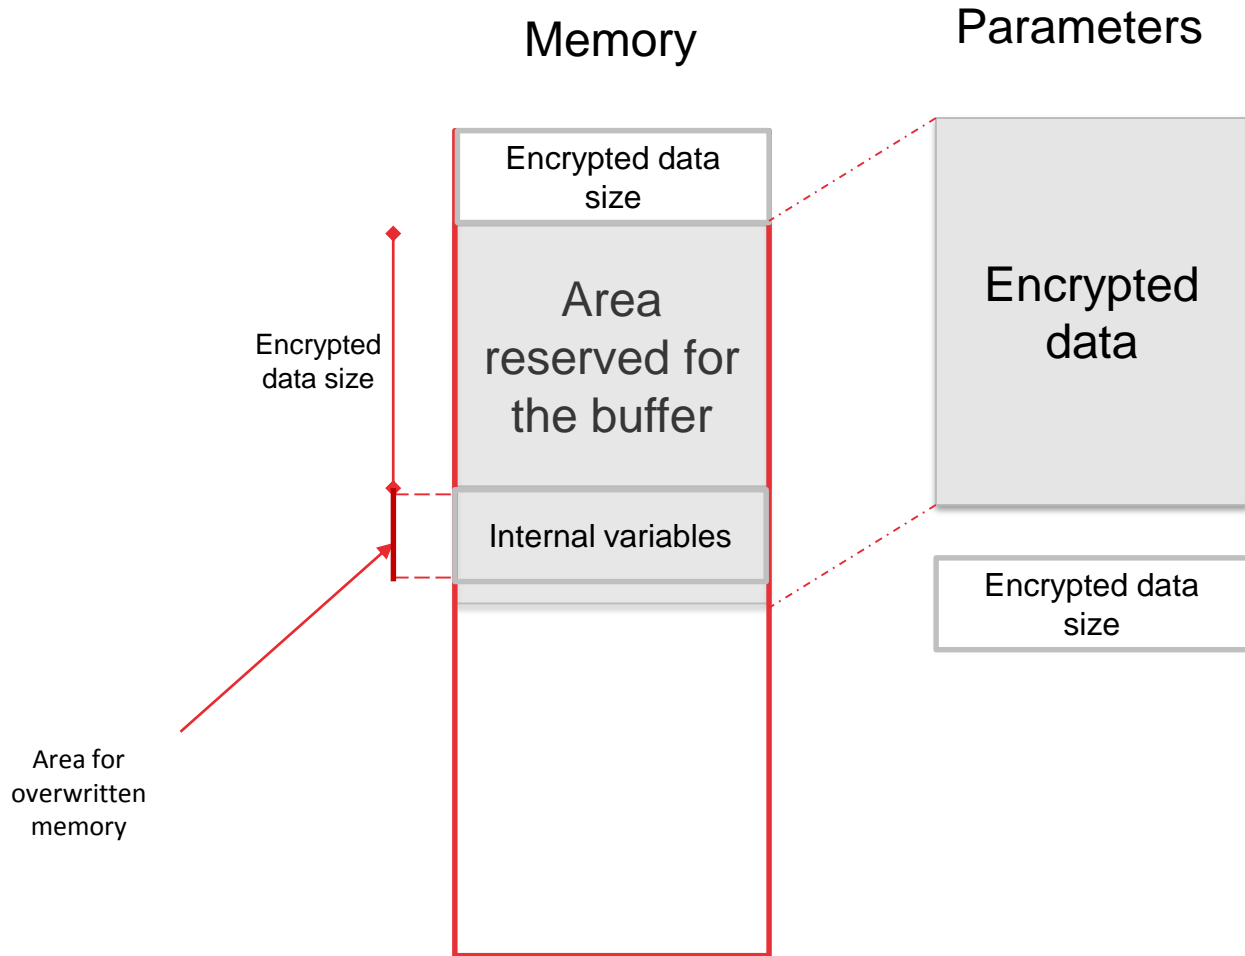 Memory
Parameters
Encrypted data
size
Area
reserved for
the buffer
Encrypted
data size
Internal variables
Area for
overwritten
memory
Encrypted
data
Encrypted data
size